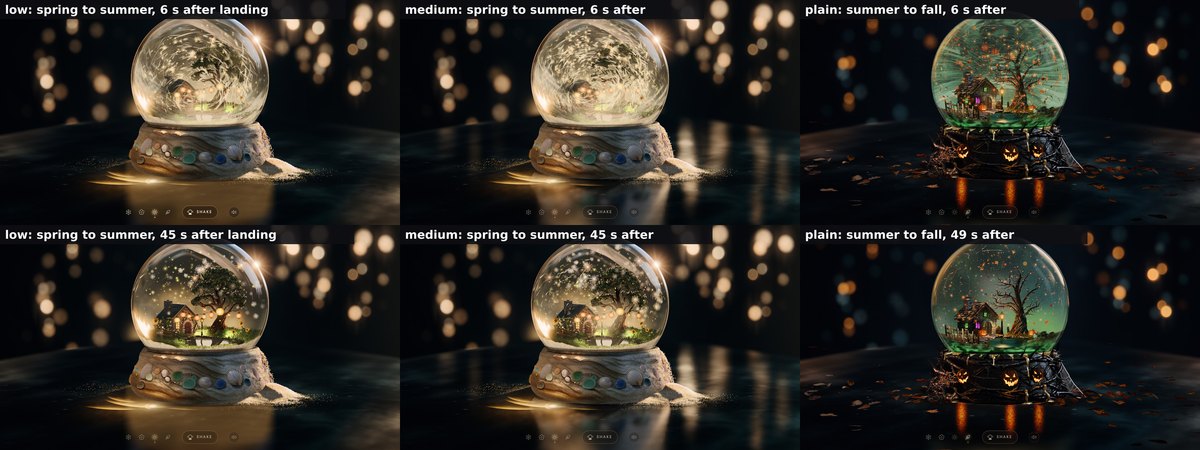 low: spring to summer, 6 s after landing
medium: spring to summer, 6 s after
plain: summer to fall, 6 s after
SHAKE
SHAKE
SHAKE
low: spring to summer, 45 s after landing
medium: spring to summer, 45 s after
plain: summer to fall, 49 s after
SHAKE
SHAKE
SHAKE